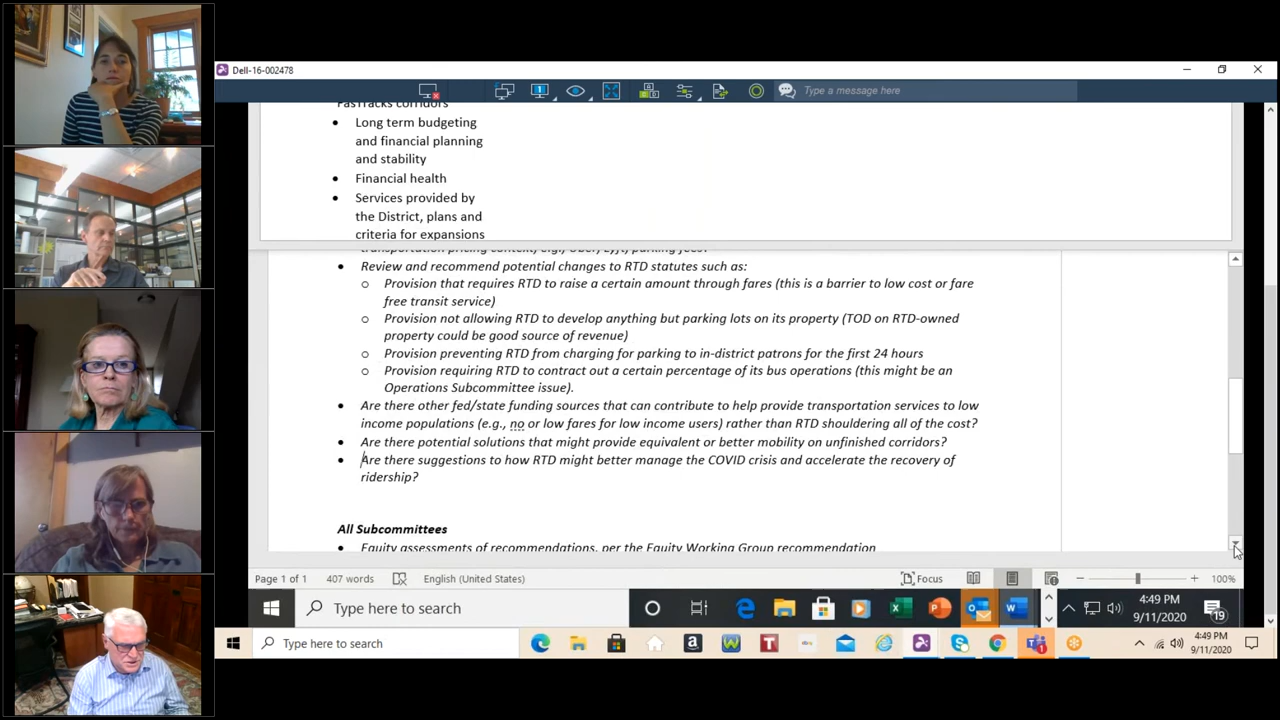 Dell-16-002478
Type a message here
FasTracks corridors
• Long term budgeting
and financial planning
and stability
• Financial health
• Services provided by
the District, plans and
criteria for expansions
transportation pricing context, e.g., Uber, Lyft, parking fees?
• Review and recommend potential changes to RTD statutes such as:
o Provision that requires RTD to raise a certain amount through fares (this is a barrier to low cost or fare
free transit service)
o Provision not allowing RTD to develop anything but parking lots on its property (TOD on RTD-owned
property could be good source of revenue)
o Provision preventing RTD from charging for parking to in-district patrons for the first 24 hours
o Provision requiring RTD to contract out a certain percentage of its bus operations (this might be an
Operations Subcommittee issue).
• Are there other fed/state funding sources that can contribute to help provide transportation services to low
income populations (e.g., no or low fares for low income users) rather than RTD shouldering all of the cost?
• Are there potential solutions that might provide equivalent or better mobility on unfinished corridors?
• Are there suggestions to how RTD might better manage the COVID crisis and accelerate the recovery of
ridership?
All Subcommittees
• Equity assessments of recommendations, per the Equity Working Group recommendation
Page 1 of 1 407 words English (United States) Focus 100%
Type here to search
4:49 PM
9/11/2020
19
Type here to search
4:49 PM
9/11/2020